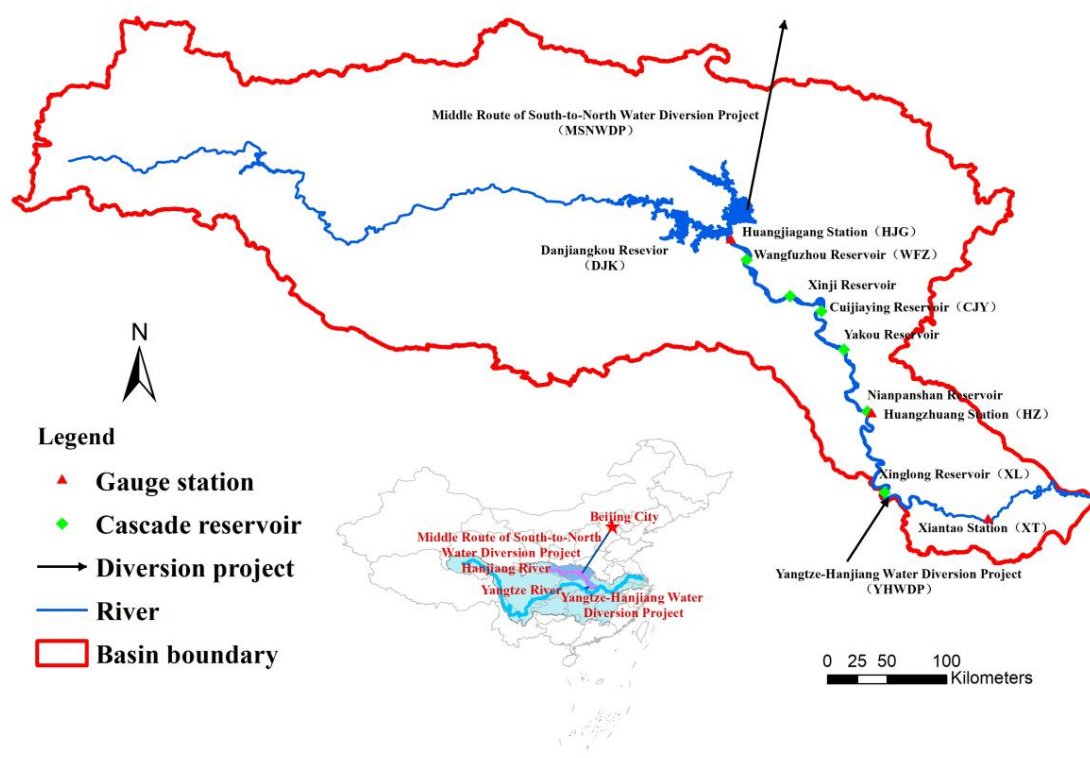 Middle Route of South-to-North Water Diversion Project
（MSNWDP）
Huangjiagang Station（HJG）
Danjiangkou Resevior
（DJK）
Wangfuzhou Reservoir（WFZ）
Xinji Reservoir
Cuijiaying Reservoir（CJY）
Yakou Reservoir
Nianpanshan Reservoir
Huangzhuang Station（HZ）
Xinglong Reservoir（XL）
Xiantao Station（XT）
Yangtze-Hanjiang Water Diversion Project
（YHWDP）
N
Legend
Gauge station
Cascade reservoir
Diversion project
River
Basin boundary
Beijing City
Middle Route of South-to-North
Water Diversion Project
Hanjiang River
Yangtze River
Yangtze-Hanjiang Water
Diversion Project
0 25 50 100
Kilometers